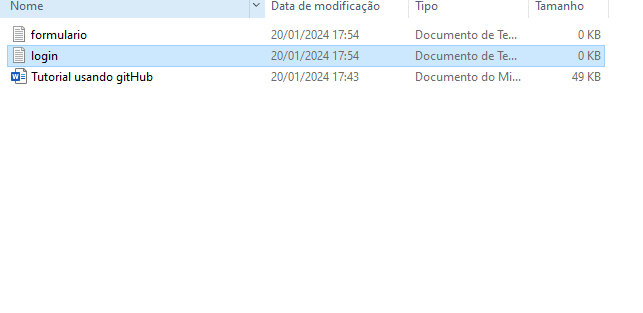 Nome Data de modificação Tipo Tamanho
formulario 20/01/2024 17:54 Documento de Te... 0 KB
login 20/01/2024 17:54 Documento de Te... 0 KB
Tutorial usando gitHub 20/01/2024 17:43 Documento do Mi... 49 KB